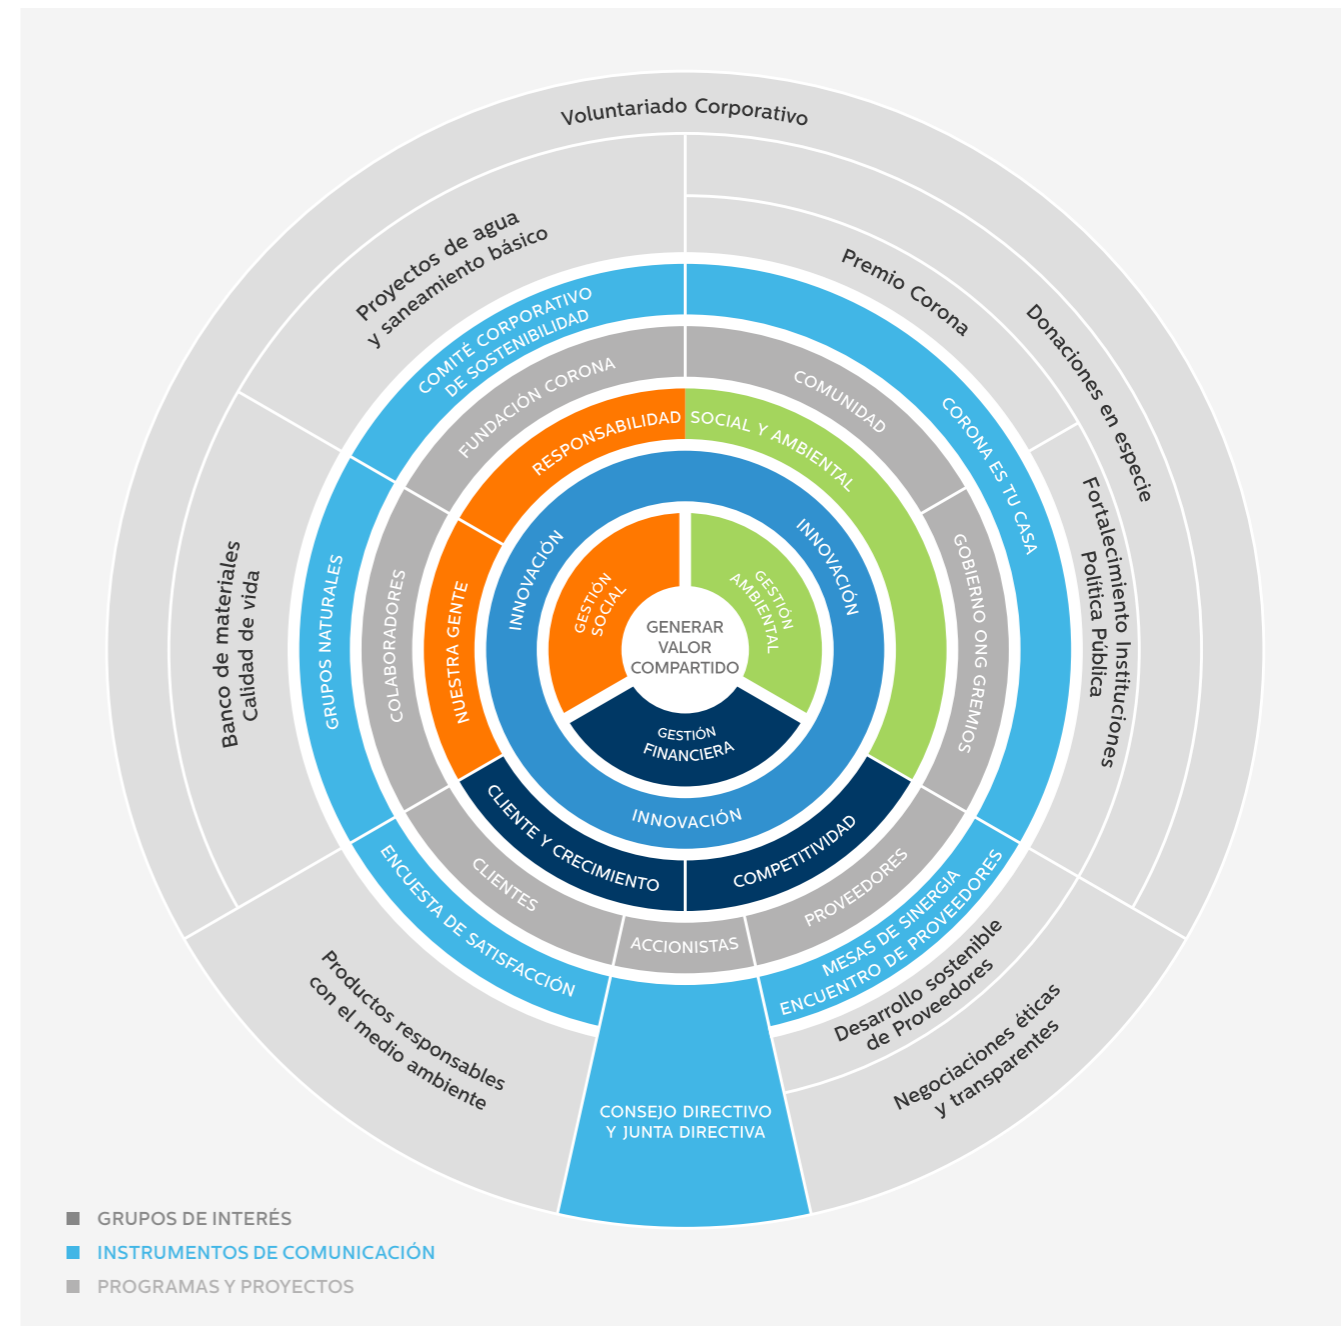 Voluntariado Corporativo
Proyectos de agua
y saneamiento básico
Premio Corona
Donaciones en especie
Fortalecimiento Instituciones
Política Pública
Banco de materiales
Calidad de vida
Productos responsables
con el medio ambiente
Desarrollo sostenible
de Proveedores
Negociaciones éticas
y transparentes
COMITÉ CORPORATIVO
DE SOSTENIBILIDAD
CORONA ES TU CASA
GRUPOS NATURALES
ENCUESTA DE SATISFACCIÓN
MESAS DE SINERGIA
ENCUENTRO DE PROVEEDORES
CONSEJO DIRECTIVO
Y JUNTA DIRECTIVA
FUNDACIÓN CORONA
COMUNIDAD
GOBIERNO ONG GREMIOS
COLABORADORES
CLIENTES
ACCIONISTAS
PROVEEDORES
RESPONSABILIDAD
SOCIAL Y AMBIENTAL
NUESTRA GENTE
CLIENTE Y CRECIMIENTO
COMPETITIVIDAD
INNOVACIÓN
INNOVACIÓN
INNOVACIÓN
GESTIÓN
SOCIAL
GESTIÓN
AMBIENTAL
GESTIÓN
FINANCIERA
GENERAR
VALOR
COMPARTIDO
GRUPOS DE INTERÉS
INSTRUMENTOS DE COMUNICACIÓN
PROGRAMAS Y PROYECTOS